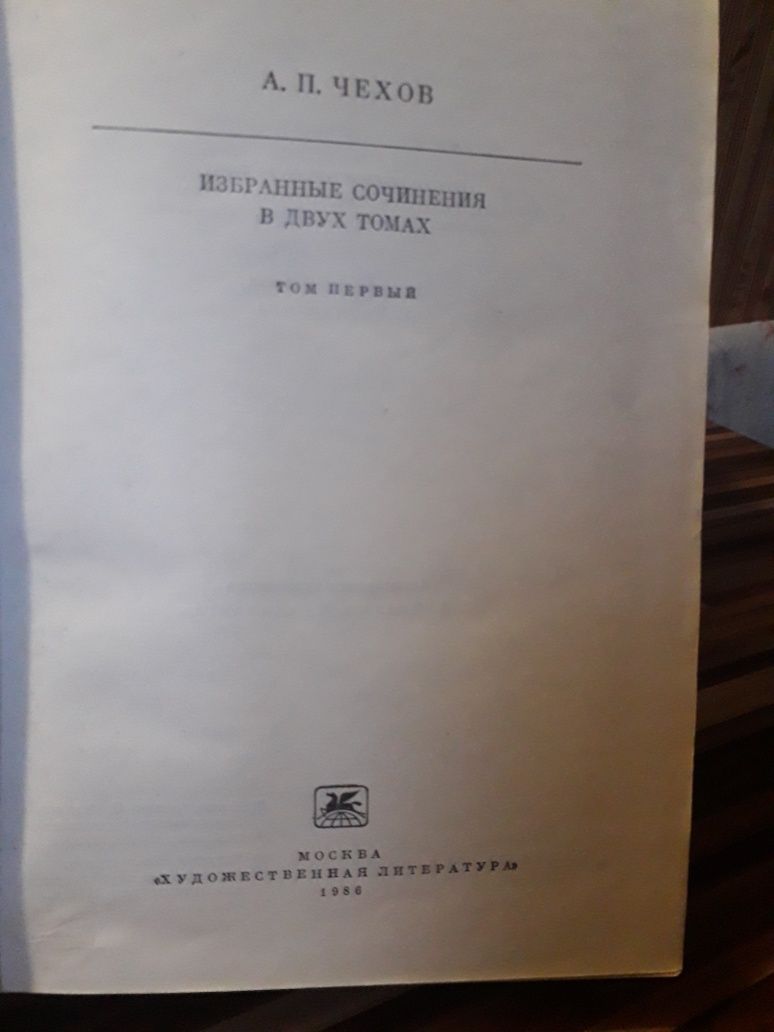 А. П. ЧЕХОВ
ИЗБРАННЫЕ СОЧИНЕНИЯ
В ДВУХ ТОМАХ
ТОМ ПЕРВЫЙ
МОСКВА
«ХУДОЖЕСТВЕННАЯ ЛИТЕРАТУРА»
1986